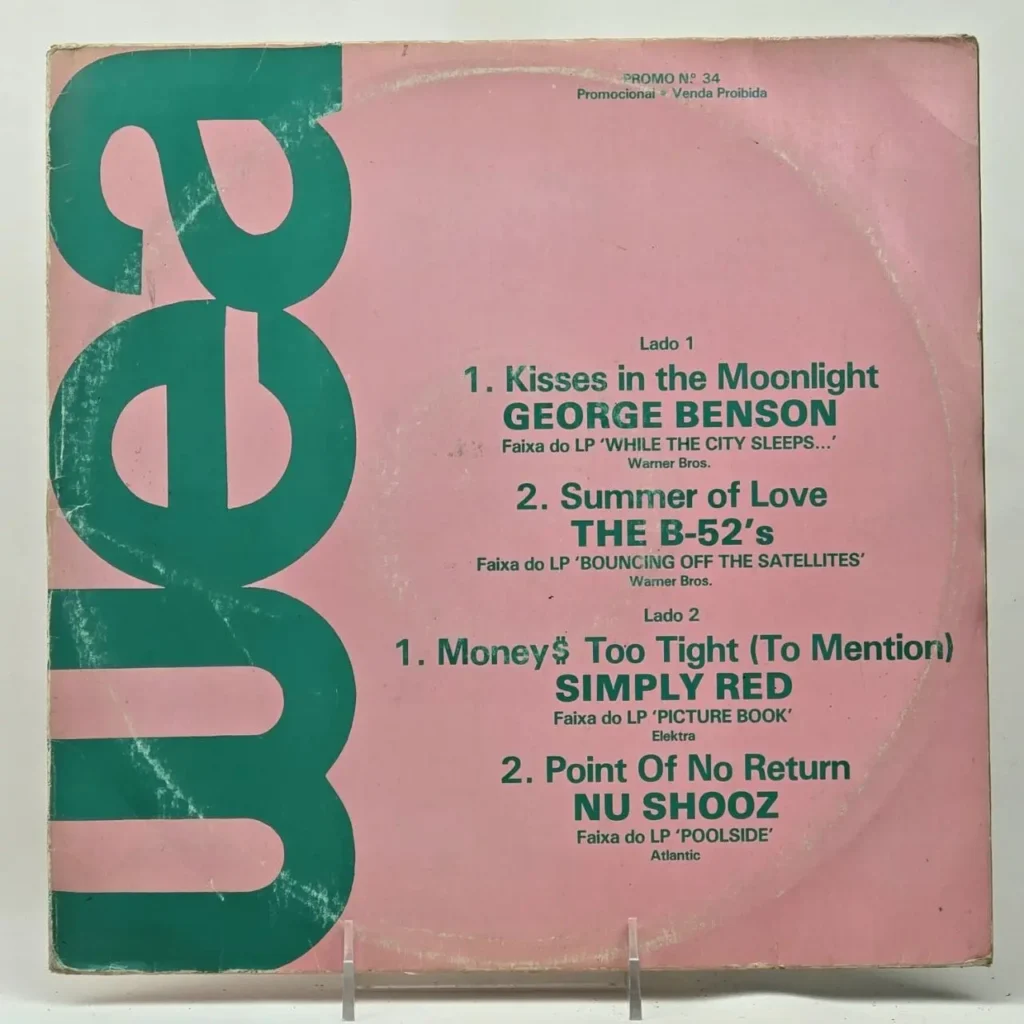 wea
PROMO N.º 34
Promocional • Venda Proibida
Lado 1
1. Kisses in the Moonlight
GEORGE BENSON
Faixa do LP ‘WHILE THE CITY SLEEPS...’
Warner Bros.
2. Summer of Love
THE B-52’s
Faixa do LP ‘BOUNCING OFF THE SATELLITES’
Warner Bros.
Lado 2
1. Money$ Too Tight (To Mention)
SIMPLY RED
Faixa do LP ‘PICTURE BOOK’
Elektra
2. Point Of No Return
NU SHOOZ
Faixa do LP ‘POOLSIDE’
Atlantic